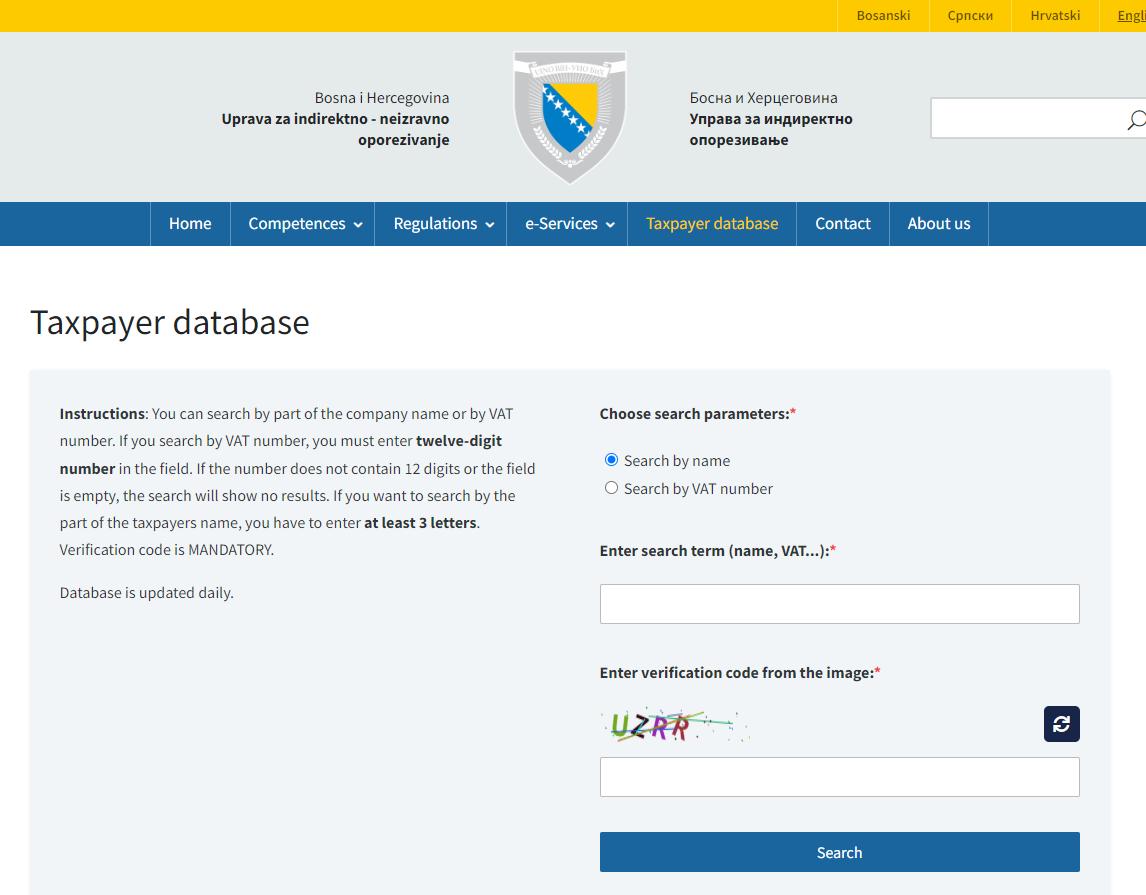 Bosanski Српски Hrvatski Engli
Bosna i Hercegovina
Uprava za indirektno - neizravno
oporezivanje
Босна и Херцеговина
Управа за индиректно
опорезивање
Home Competences Regulations e-Services Taxpayer database Contact About us
Taxpayer database
Instructions: You can search by part of the company name or by VAT
number. If you search by VAT number, you must enter twelve-digit
number in the field. If the number does not contain 12 digits or the field
is empty, the search will show no results. If you want to search by the
part of the taxpayers name, you have to enter at least 3 letters.
Verification code is MANDATORY.
Database is updated daily.
Choose search parameters:*
Search by name
Search by VAT number
Enter search term (name, VAT...):*
Enter verification code from the image:*
UZRR
Search